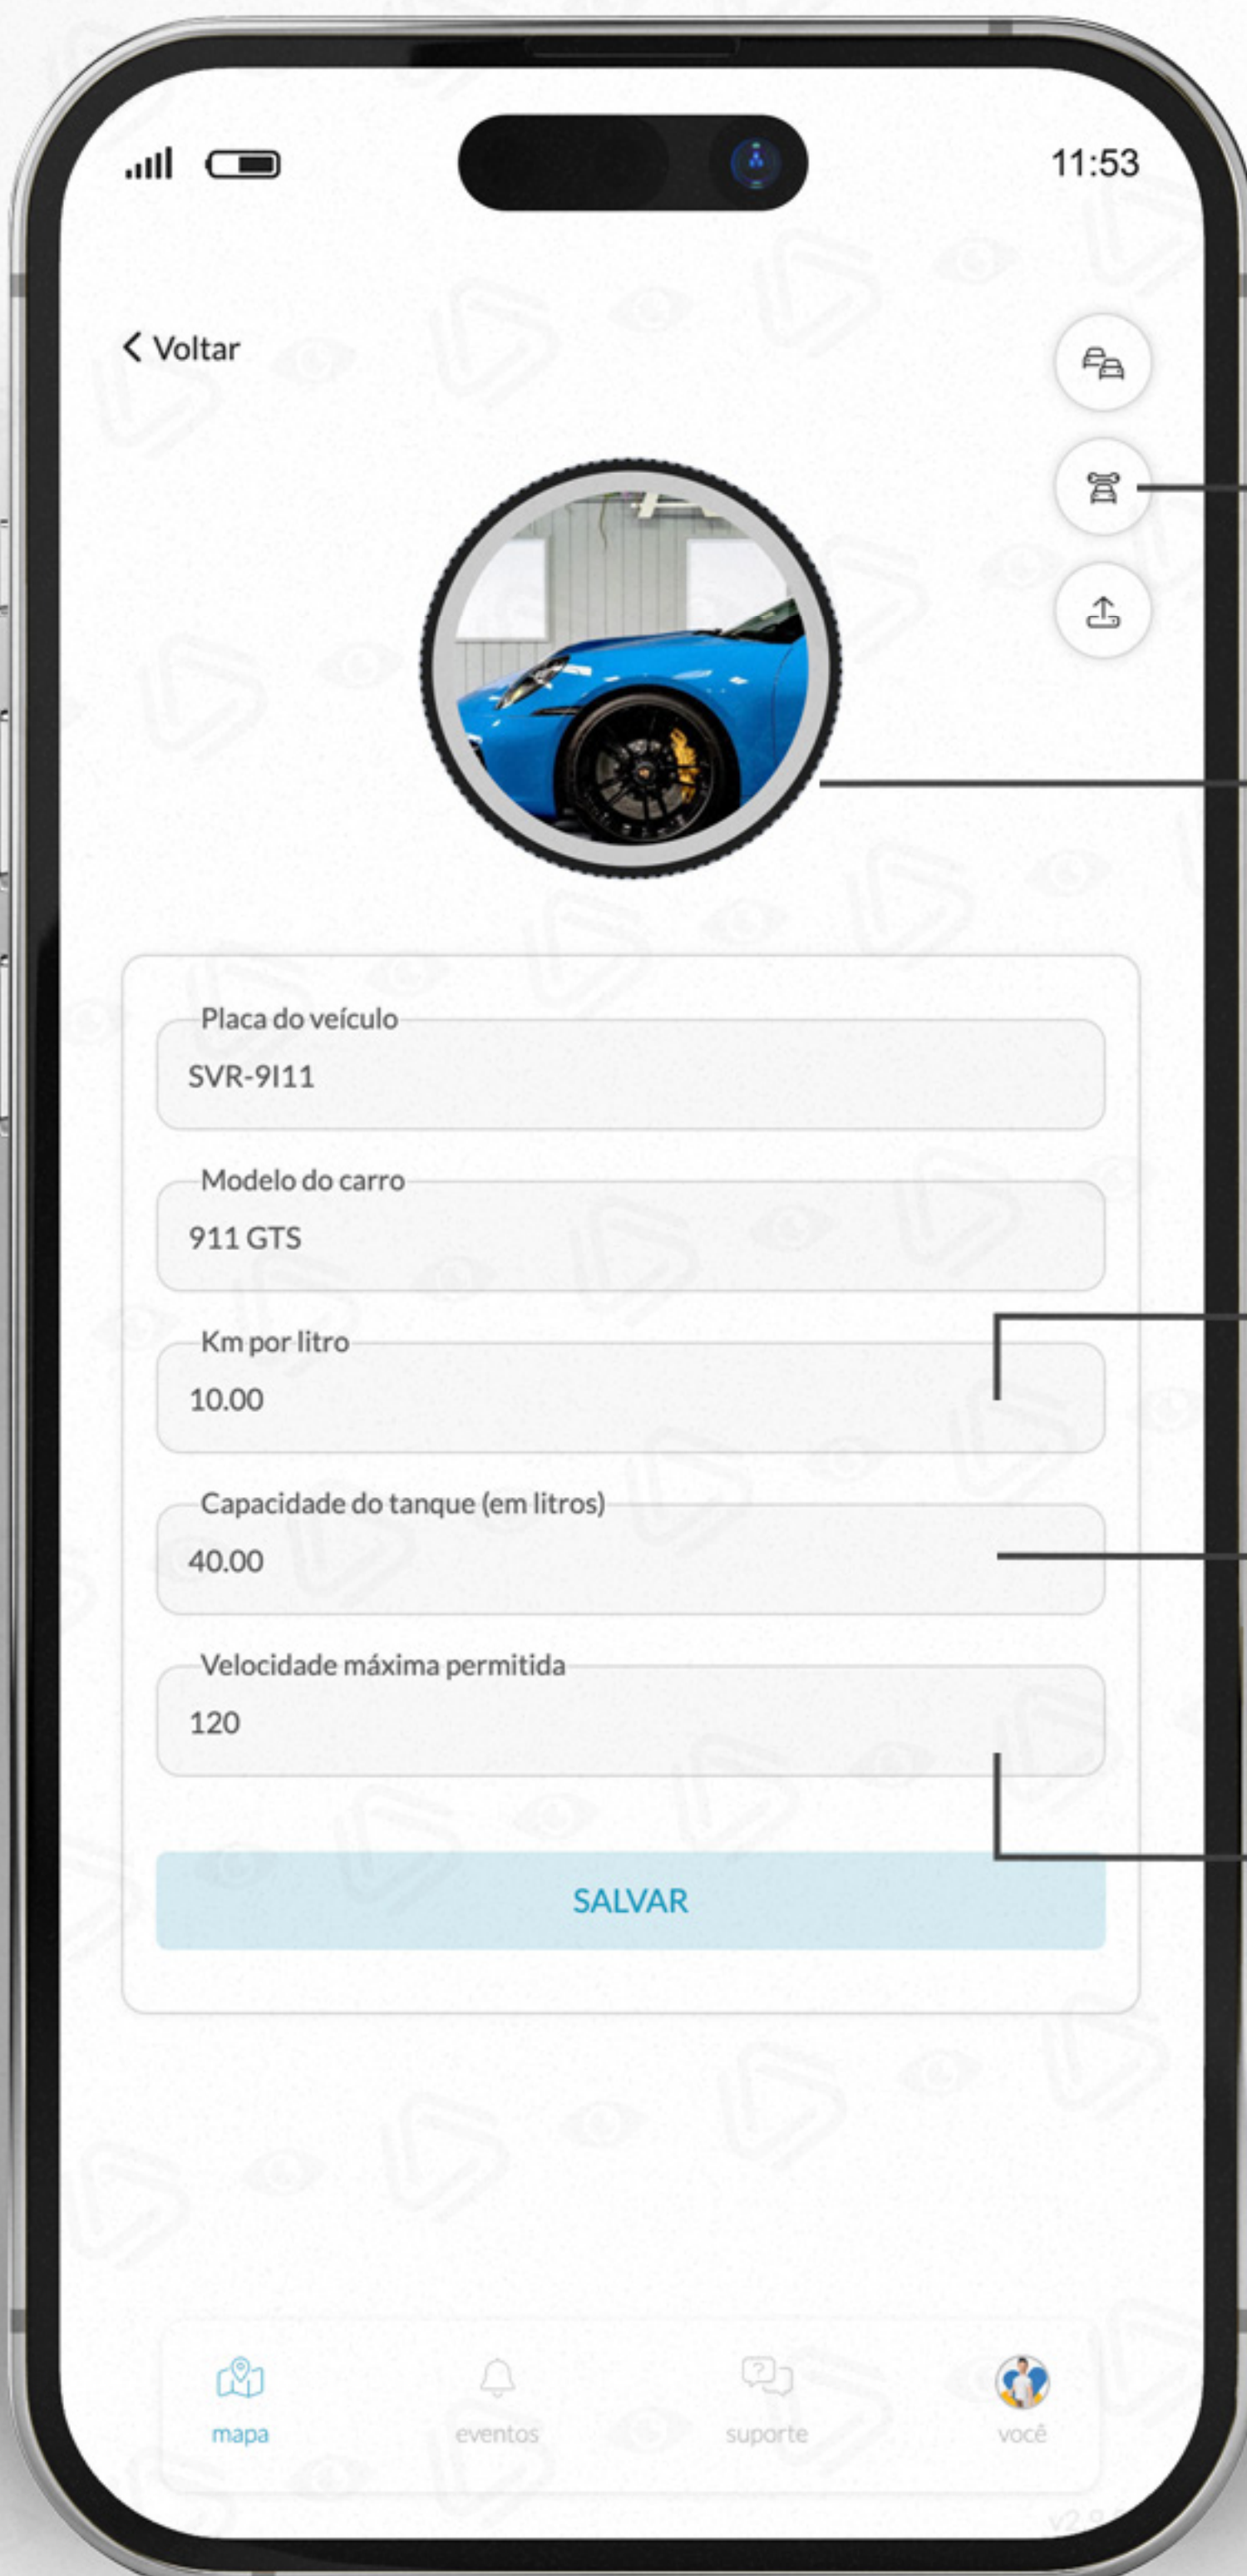 11:53
Voltar
Placa do veículo
SVR-9I11
Modelo do carro
911 GTS
Km por litro
10.00
Capacidade do tanque (em litros)
40.00
Velocidade máxima permitida
120
SALVAR
mapa
eventos
suporte
você